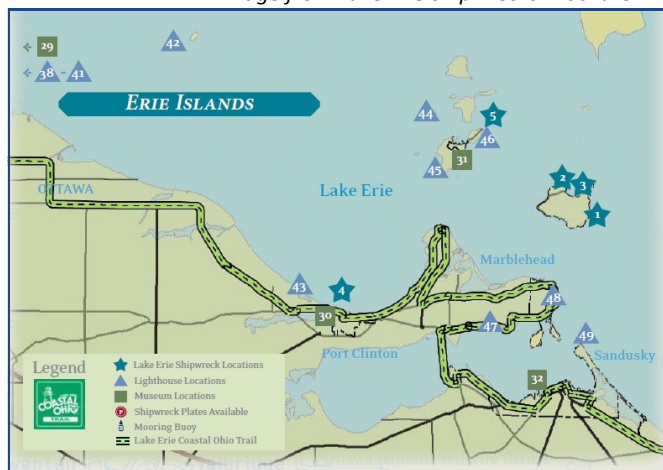 29
38 - 41
42
ERIE ISLANDS
44
5
46
31
45
2
3
1
OTTAWA
Lake Erie
Marblehead
43
4
30
48
47
49
Port Clinton
Sandusky
32
Legend
COASTAL
OHIO
TRAIL
Lake Erie Shipwreck Locations
Lighthouse Locations
Museum Locations
P Shipwreck Plates Available
Mooring Buoy
Lake Erie Coastal Ohio Trail